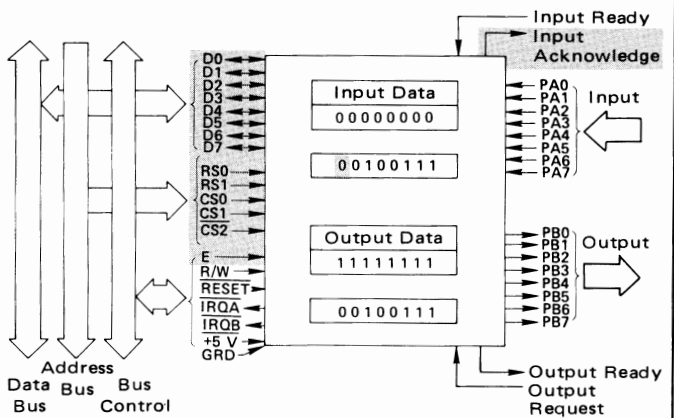 Input Ready
Input
Acknowledge
D0
D1
D2
D3
D4
D5
D6
D7
RS0
RS1
CS0
CS1
CS2
E
R/W
RESET
IRQA
IRQB
+5 V
GRD
Input Data
00000000
00100111
Output Data
11111111
00100111
PA0
PA1
PA2
PA3
PA4
PA5
PA6
PA7
Input
PB0
PB1
PB2
PB3
PB4
PB5
PB6
PB7
Output
Data
Bus
Address
Bus
Bus
Control
Output Ready
Output
Request